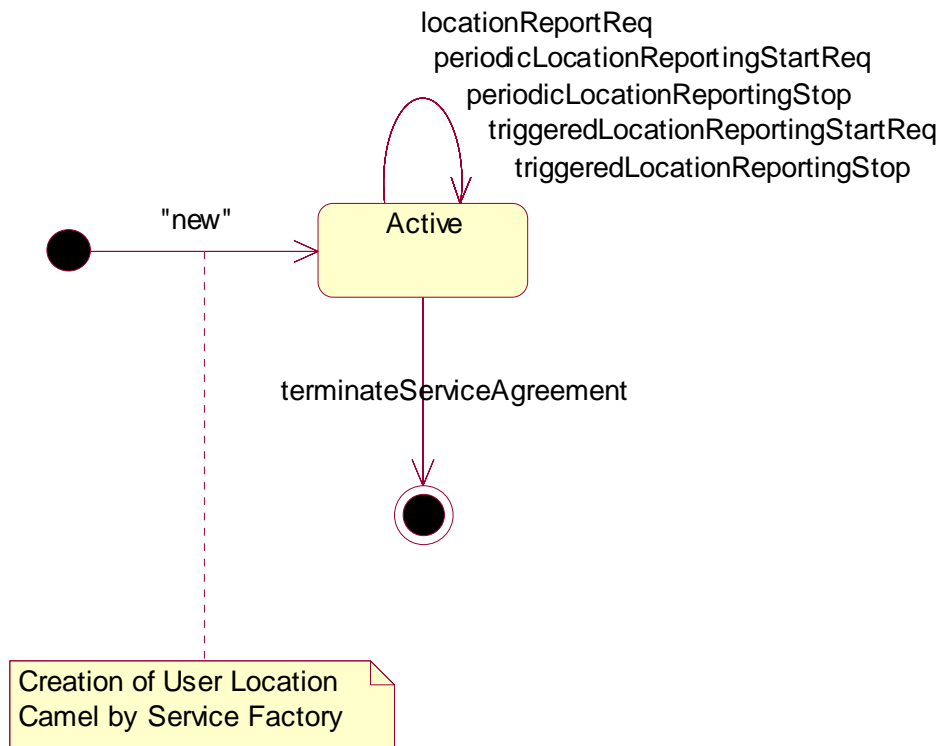 locationReportReq
periodicLocationReportingStartReq
periodicLocationReportingStop
triggeredLocationReportingStartReq
triggeredLocationReportingStop
"new"
Active
terminateServiceAgreement
Creation of User Location
Camel by Service Factory